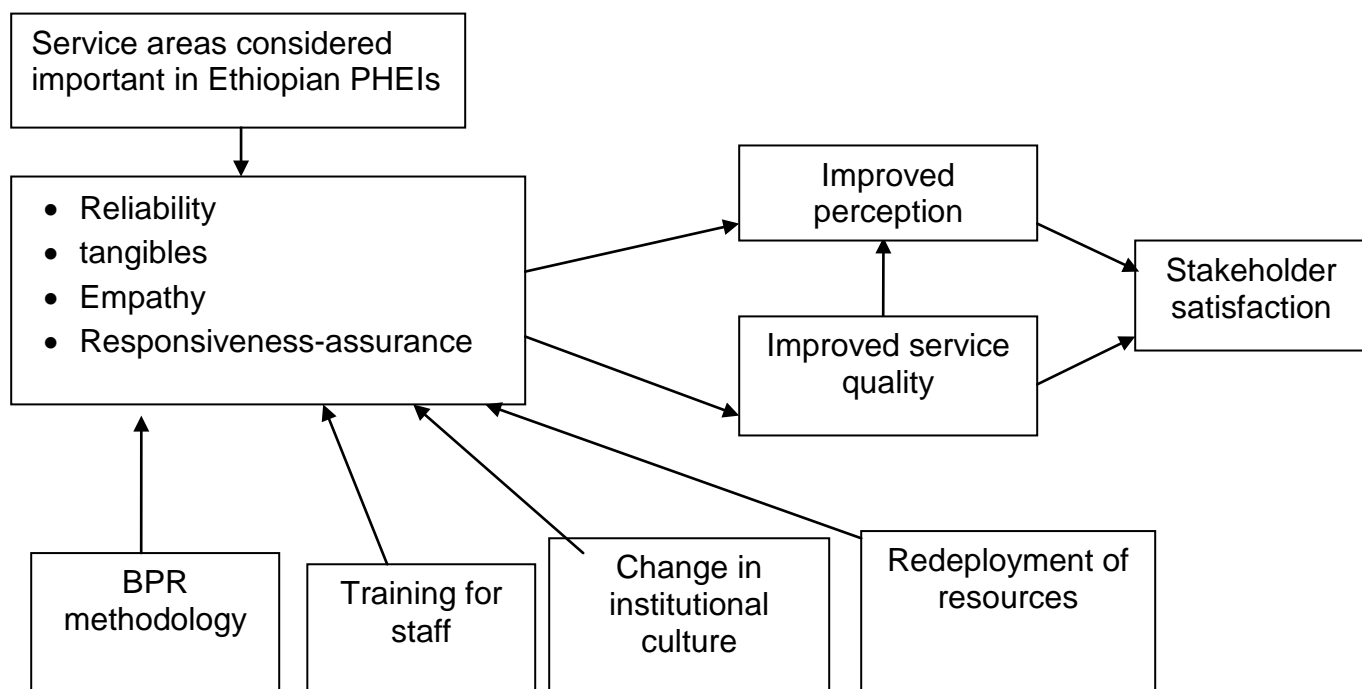 Service areas considered
important in Ethiopian PHEIs
• Reliability
• tangibles
• Empathy
• Responsiveness-assurance
Improved
perception
Improved service
quality
Stakeholder
satisfaction
BPR
methodology
Training for
staff
Change in
institutional
culture
Redeployment of
resources